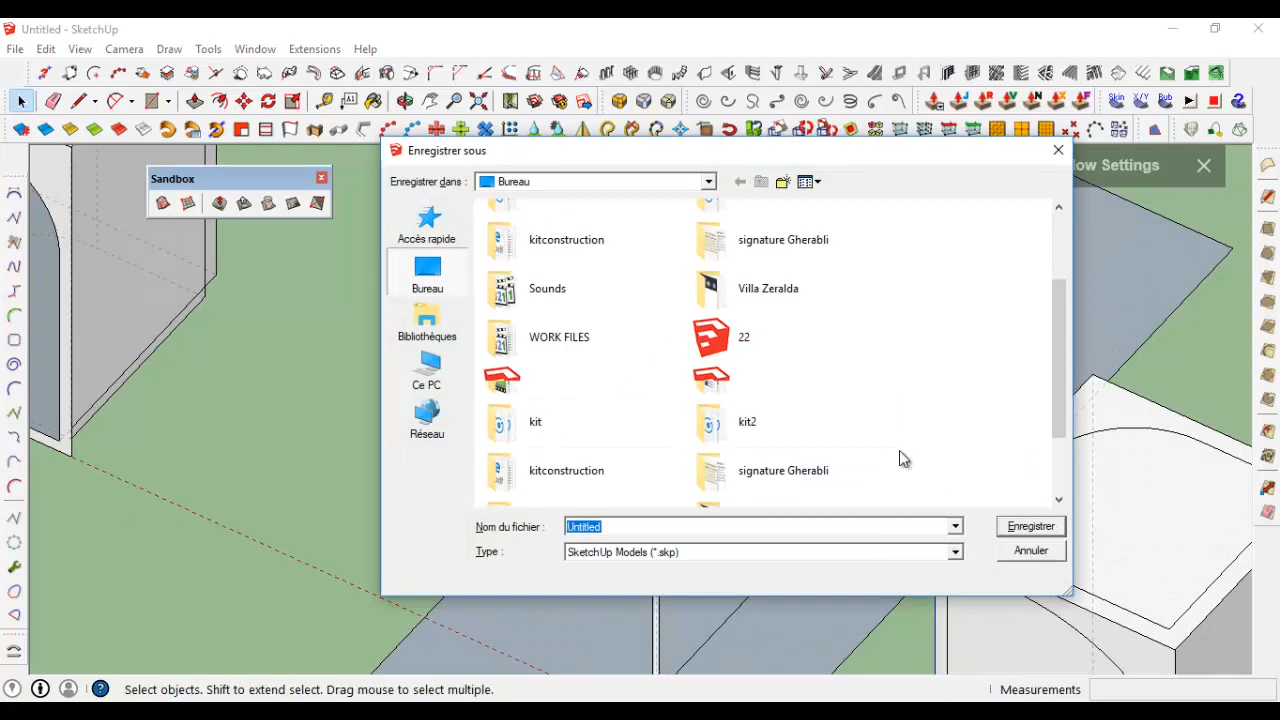 Untitled - SketchUp
File Edit View Camera Draw Tools Window Extensions Help
Skin X/Y Bub
Enregistrer sous
Settings
Sandbox
Enregistrer dans : Bureau
Accès rapide
Bureau
Bibliothèques
Ce PC
Réseau
kitconstruction signature Gherabli
Sounds Villa Zeralda
WORK FILES 22
kit kit2
kitconstruction signature Gherabli
Nom du fichier : Untitled Enregistrer
Type : SketchUp Models (*.skp) Annuler
Select objects. Shift to extend select. Drag mouse to select multiple. Measurements